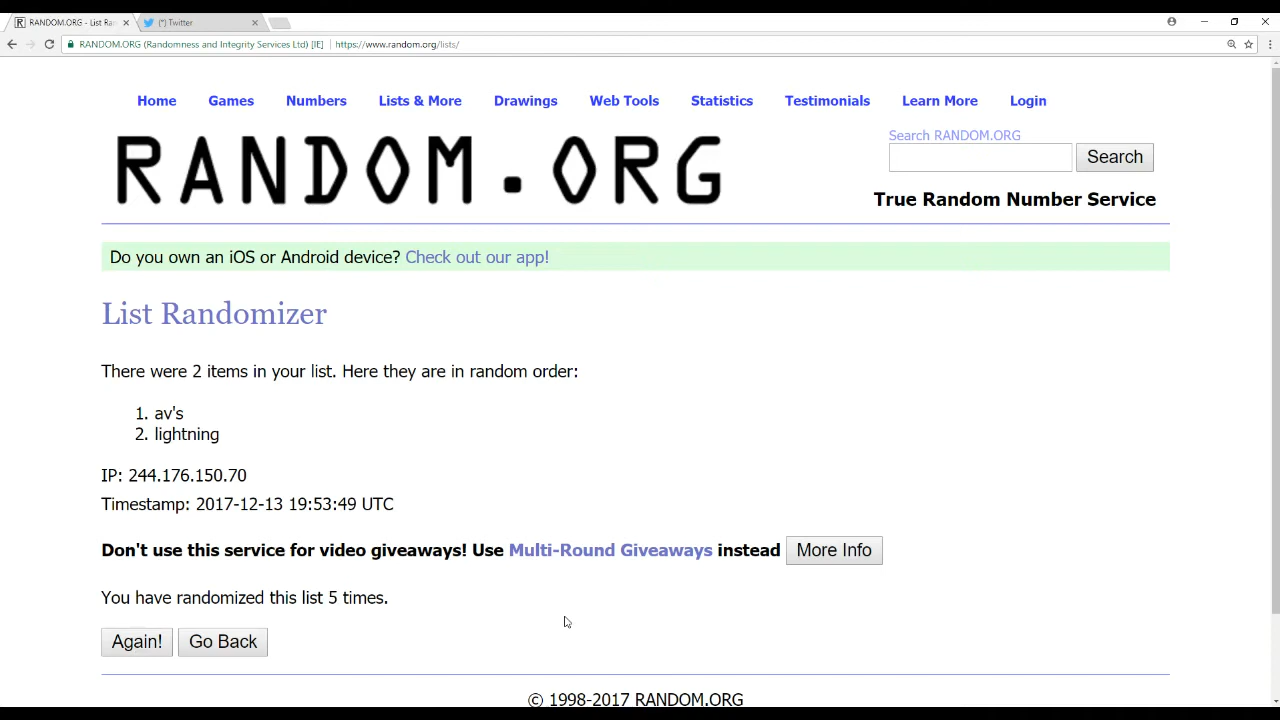 RANDOM.ORG - List Ra
(*) Twitter
RANDOM.ORG (Randomness and Integrity Services Ltd) [IE] https://www.random.org/lists/
Home Games Numbers Lists & More Drawings Web Tools Statistics Testimonials Learn More Login
RANDOM.ORG
Search RANDOM.ORG
Search
True Random Number Service
Do you own an iOS or Android device? Check out our app!
List Randomizer
There were 2 items in your list. Here they are in random order:
1. av's
2. lightning
IP: 244.176.150.70
Timestamp: 2017-12-13 19:53:49 UTC
Don't use this service for video giveaways! Use Multi-Round Giveaways instead More Info
You have randomized this list 5 times.
Again! Go Back
© 1998-2017 RANDOM.ORG